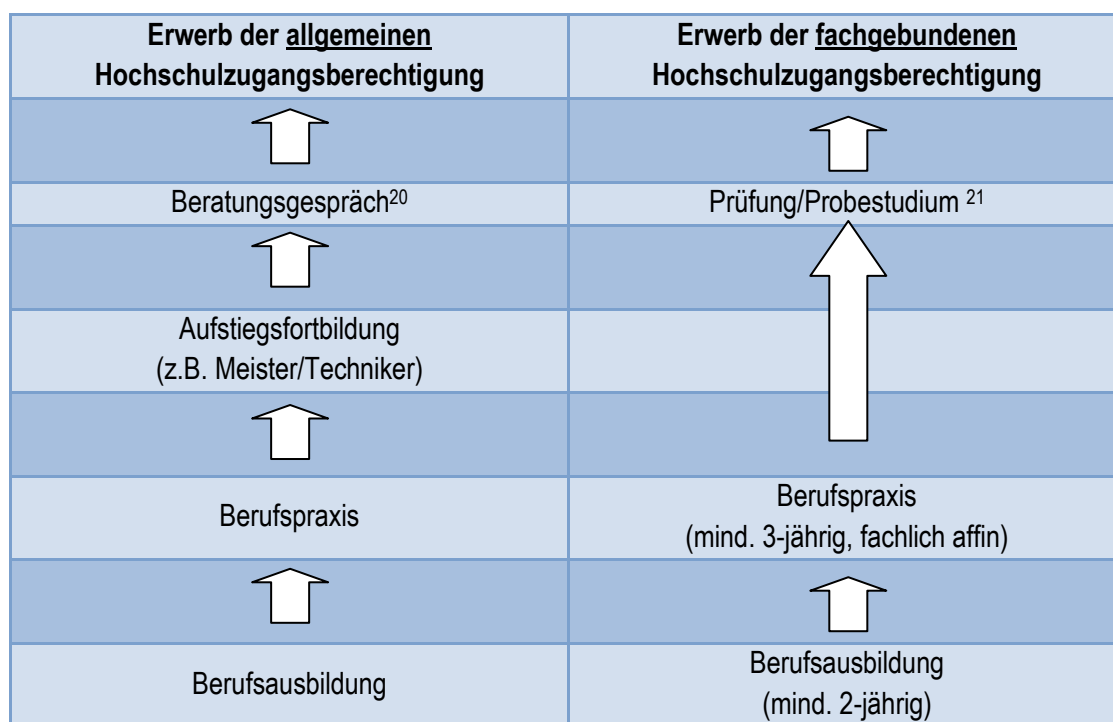 Erwerb der allgemeinen
Hochschulzugangsberechtigung
Erwerb der fachgebundenen
Hochschulzugangsberechtigung
Beratungsgespräch20
Prüfung/Probestudium 21
Aufstiegsfortbildung
(z.B. Meister/Techniker)
Berufspraxis
Berufspraxis
(mind. 3-jährig, fachlich affin)
Berufsausbildung
Berufsausbildung
(mind. 2-jährig)